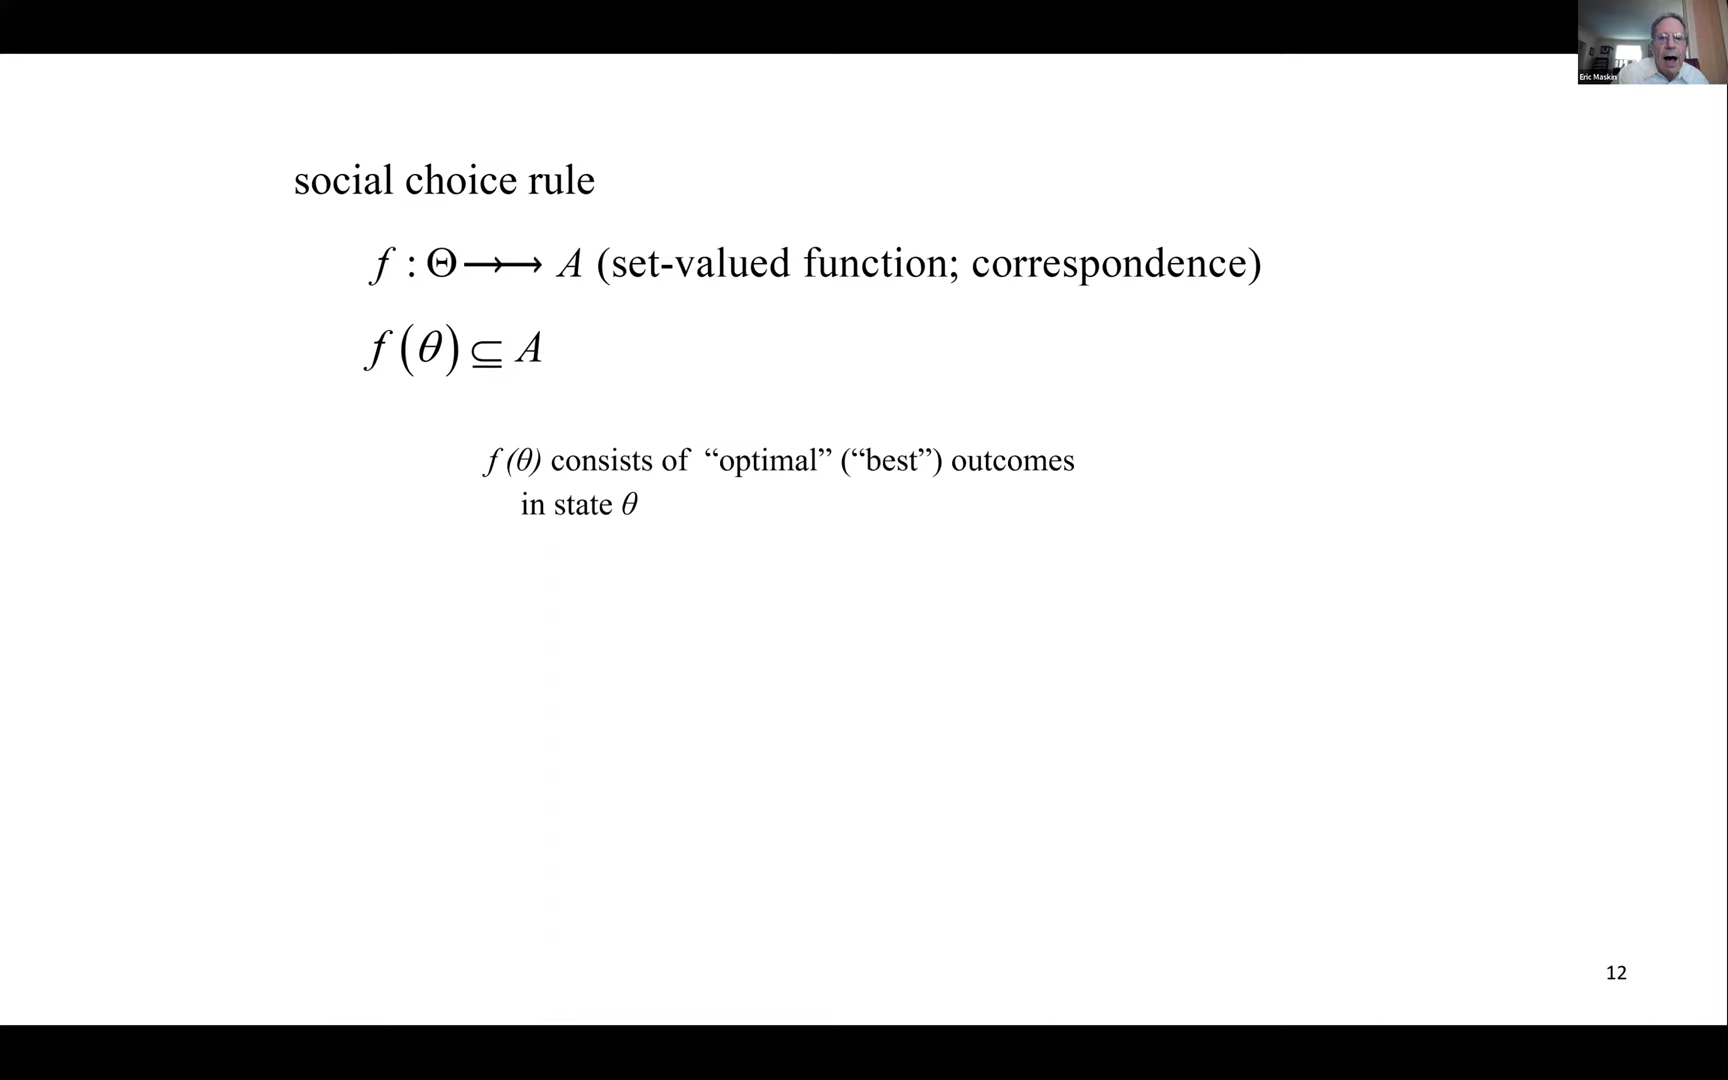 Eric Maskin
social choice rule
f : Θ →→ A (set-valued function; correspondence)
f (θ) ⊆ A
f (θ) consists of “optimal” (“best”) outcomes
in state θ
12